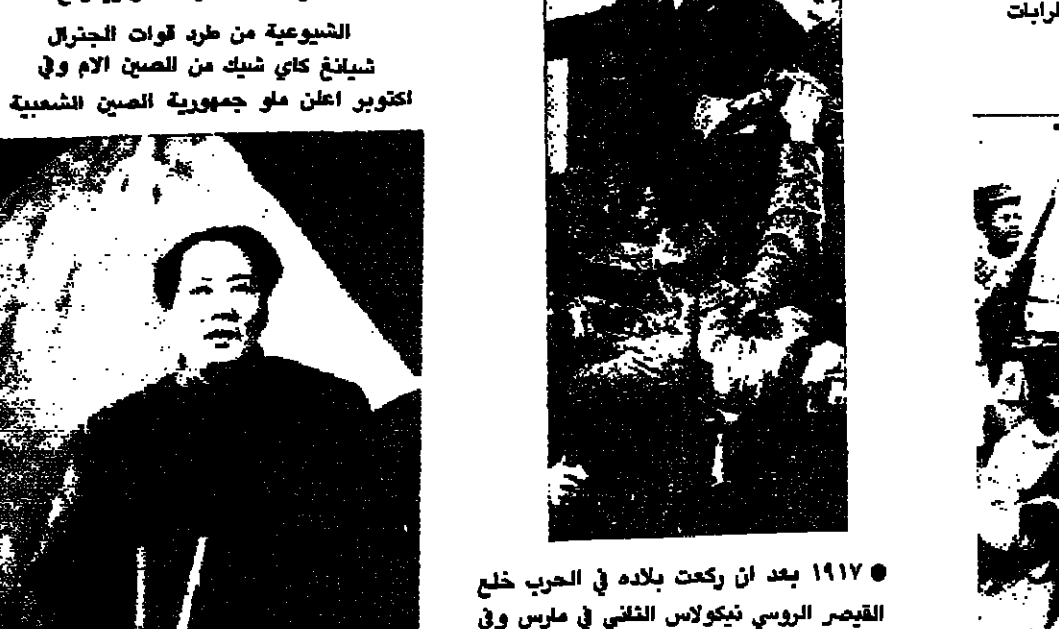 الشيوعية من طرد قوات الجنرال
شيانغ كاي شيك من الصين الام وفي
اكتوبر اعلن ماو جمهورية الصين الشعبية
● ١٩١٧ بعد ان ركعت بلاده في الحرب خلع
القيصر الروسي نيكولاس الثاني في مارس وفي